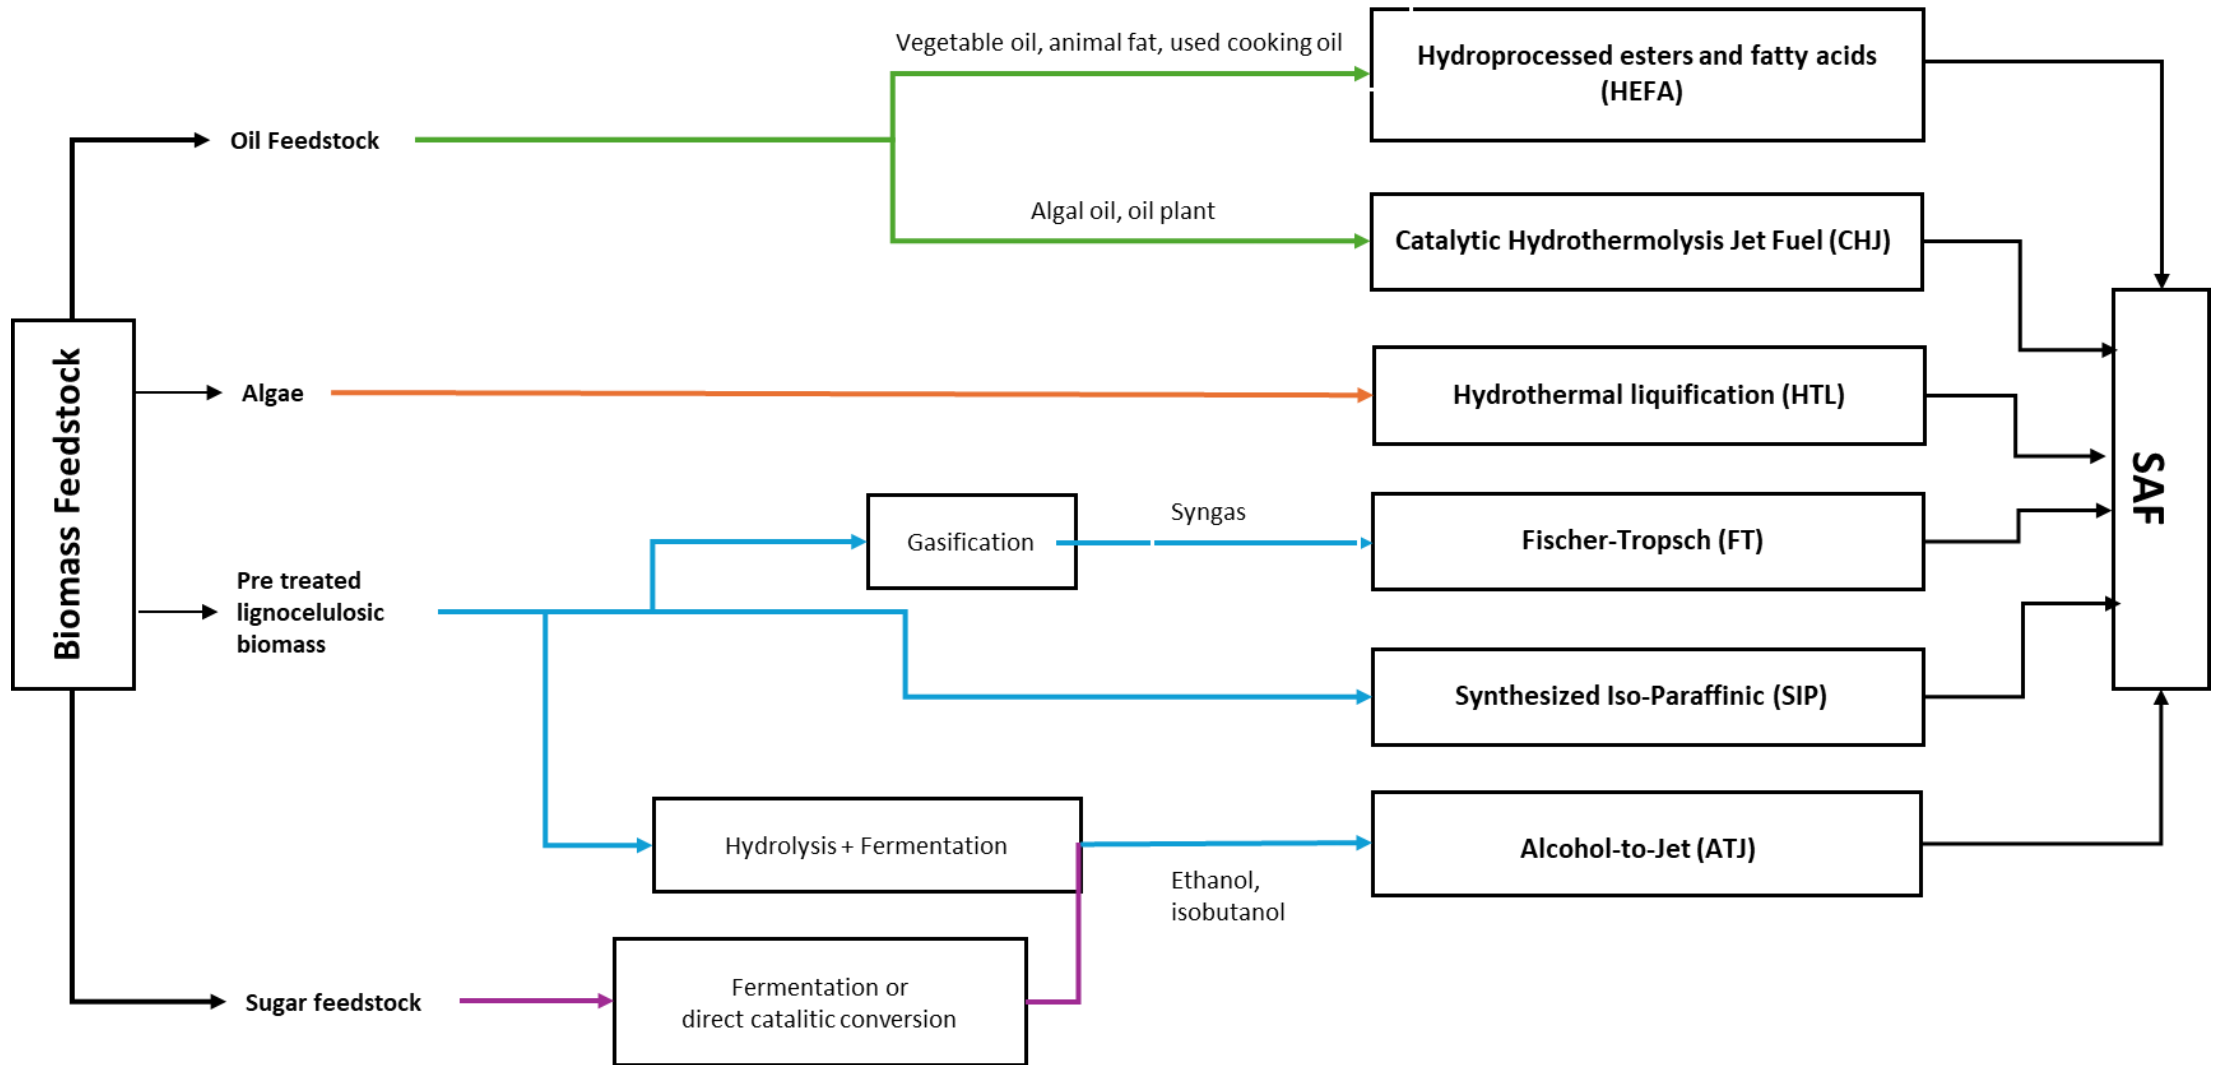 Vegetable oil, animal fat, used cooking oil
Hydroprocessed esters and fatty acids
(HEFA)
Oil Feedstock
Algal oil, oil plant
Catalytic Hydrothermolysis Jet Fuel (CHJ)
Biomass Feedstock
Algae
Hydrothermal liquification (HTL)
SAF
Gasification
Syngas
Fischer-Tropsch (FT)
Pre treated
lignocelulosic
biomass
Synthesized Iso-Paraffinic (SIP)
Hydrolysis + Fermentation
Ethanol,
isobutanol
Alcohol-to-Jet (ATJ)
Sugar feedstock
Fermentation or
direct catalitic conversion